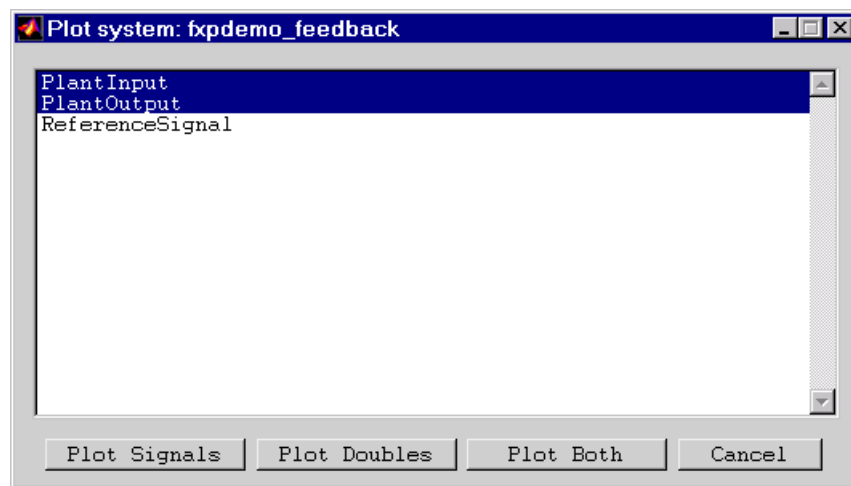 Plot system: fxpdemo_feedback
PlantInput
PlantOutput
ReferenceSignal
Plot Signals Plot Doubles Plot Both Cancel